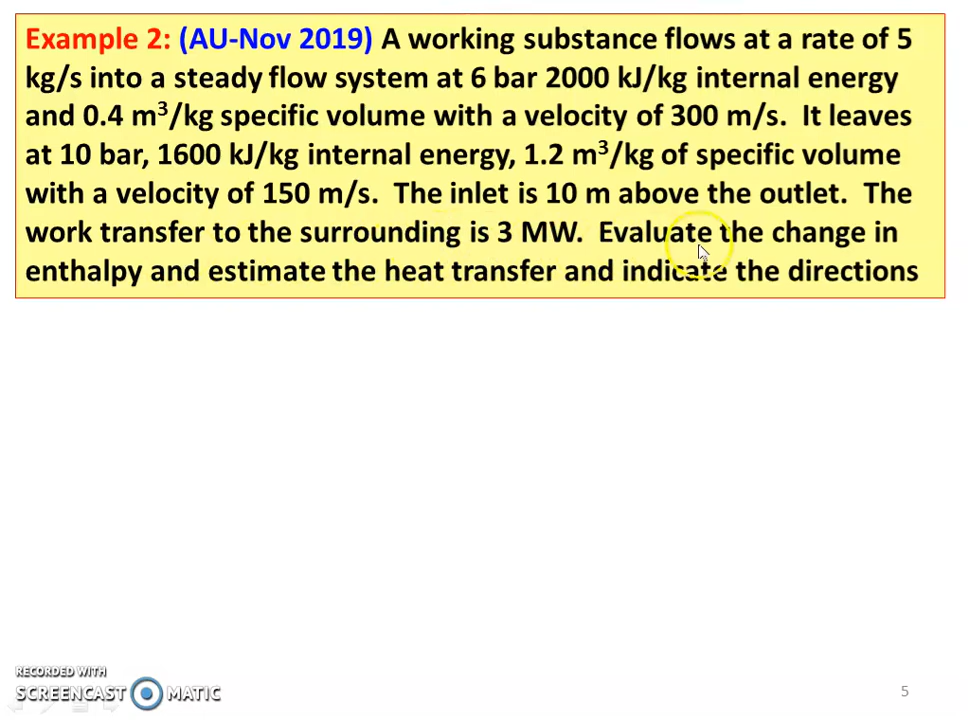 Example 2: (AU-Nov 2019) A working substance flows at a rate of 5
kg/s into a steady flow system at 6 bar 2000 kJ/kg internal energy
and 0.4 m³/kg specific volume with a velocity of 300 m/s. It leaves
at 10 bar, 1600 kJ/kg internal energy, 1.2 m³/kg of specific volume
with a velocity of 150 m/s. The inlet is 10 m above the outlet. The
work transfer to the surrounding is 3 MW. Evaluate the change in
enthalpy and estimate the heat transfer and indicate the directions
RECORDED WITH
SCREENCAST MATIC
5